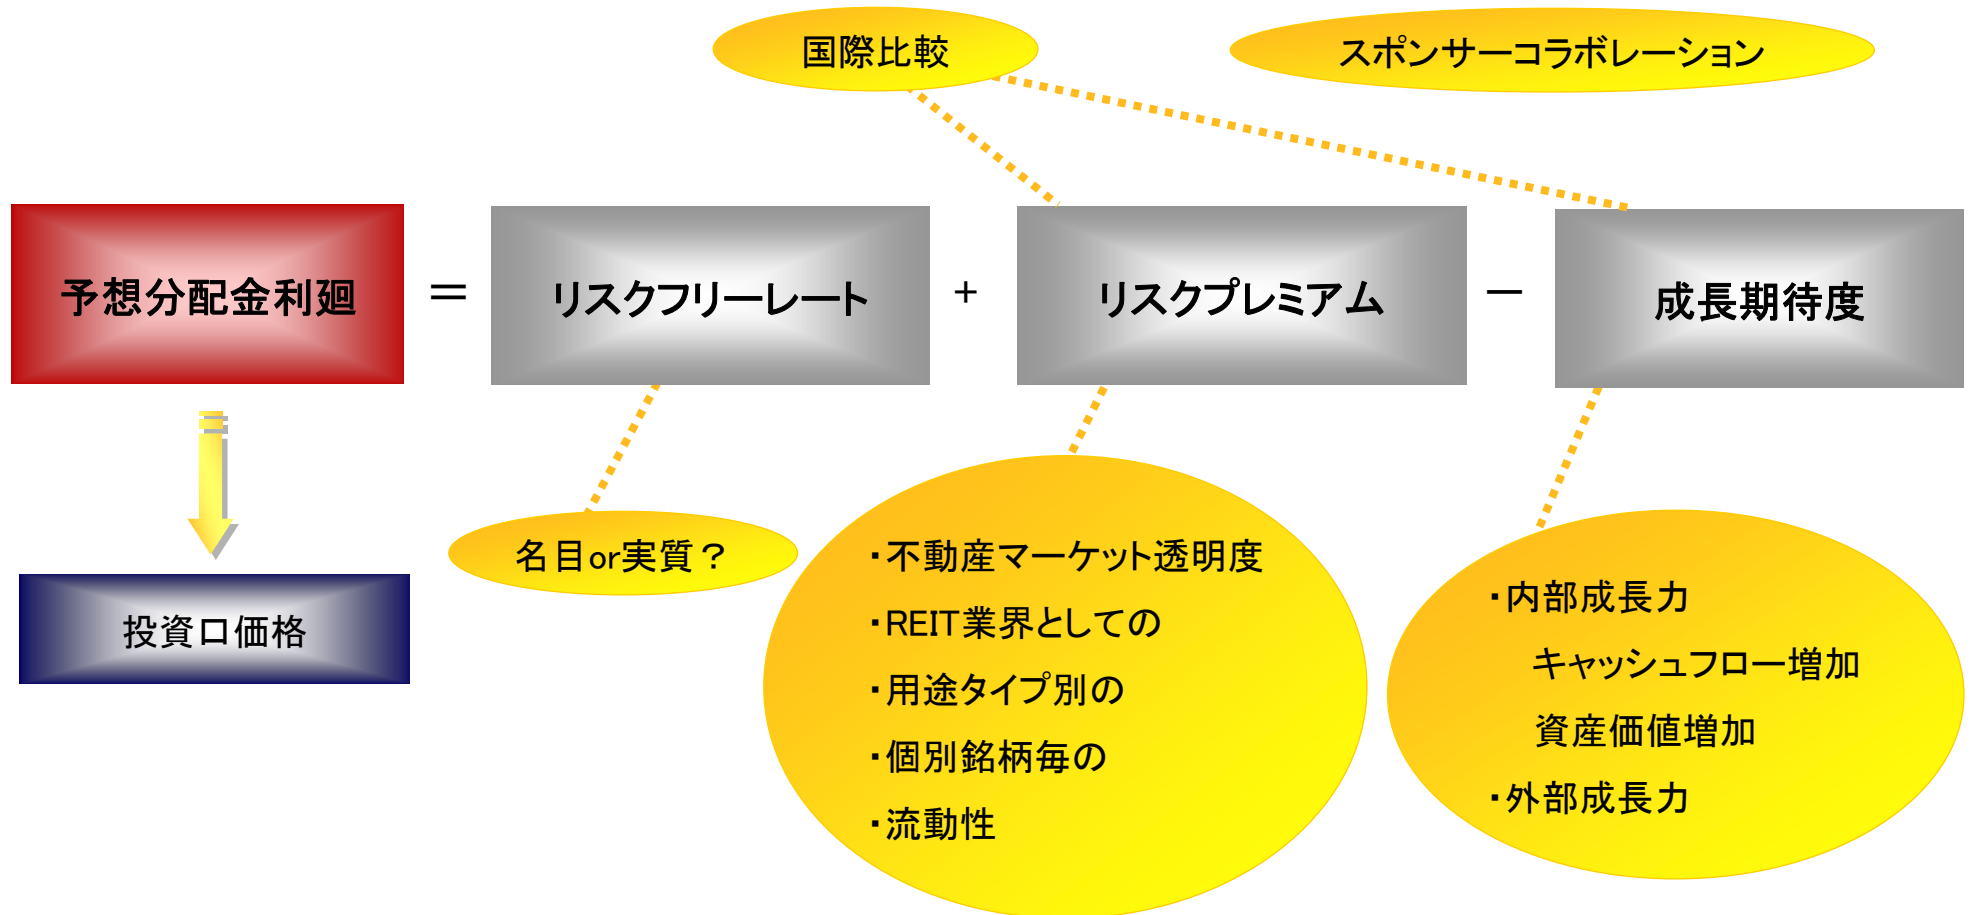 国際比較
スポンサーコラボレーション
予想分配金利廻
＝
リスクフリーレート
+
リスクプレミアム
－
成長期待度
名目or実質？
投資口価格
・不動産マーケット透明度
・REIT業界としての
・用途タイプ別の
・個別銘柄毎の
・流動性
・内部成長力
キャッシュフロー増加
資産価値増加
・外部成長力